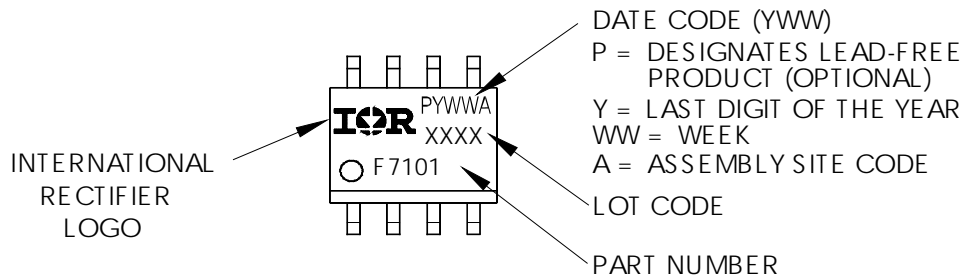 DATE CODE (YWW)
P = DESIGNATES LEAD-FREE
PRODUCT (OPTIONAL)
Y = LAST DIGIT OF THE YEAR
WW = WEEK
A = ASSEMBLY SITE CODE
LOT CODE
PART NUMBER
INTERNATIONAL
RECTIFIER
LOGO
IOR
PYWWA
XXXX
F7101